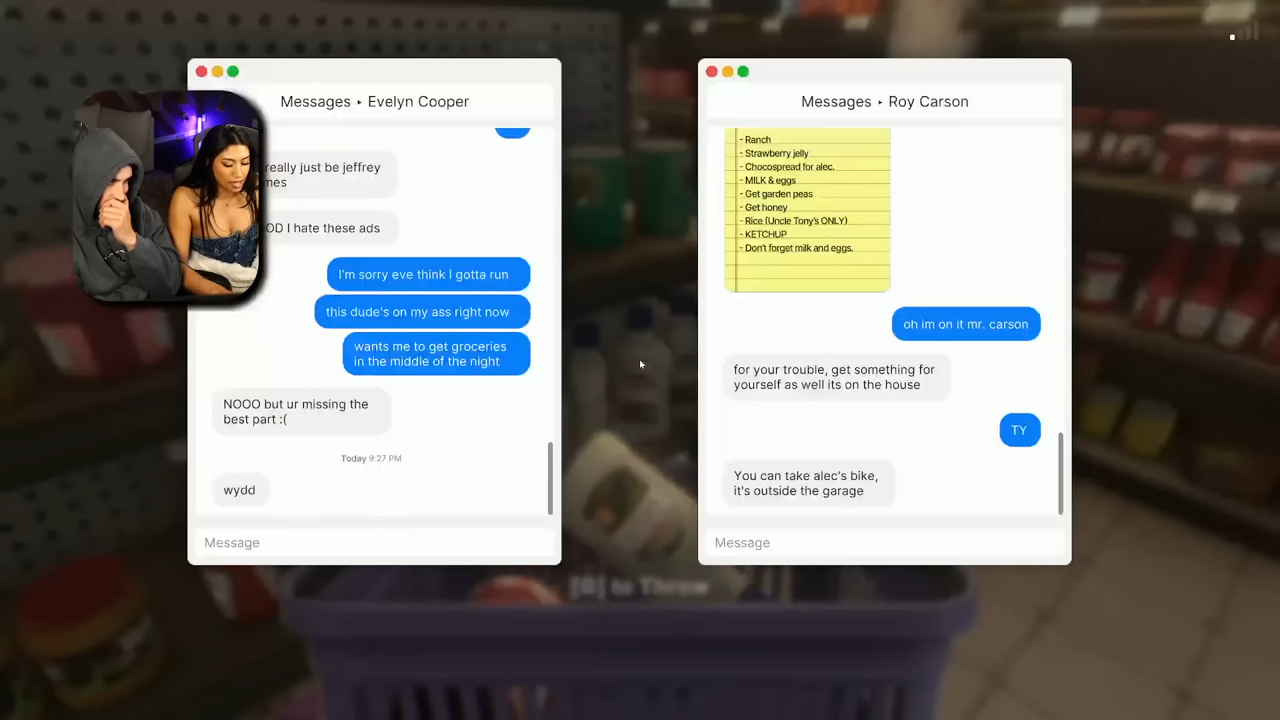 Messages ▸ Evelyn Cooper
really just be jeffrey
mes
OD I hate these ads
I'm sorry eve think I gotta run
this dude's on my ass right now
wants me to get groceries
in the middle of the night
NOOO but ur missing the
best part :(
Today 9:27 PM
wydd
Message
Messages ▸ Roy Carson
- Ranch
- Strawberry jelly
- Chocospread for alec.
- MILK & eggs
- Get garden peas
- Get honey
- Rice (Uncle Tony's ONLY)
- KETCHUP
- Don't forget milk and eggs.
oh im on it mr. carson
for your trouble, get something for
yourself as well its on the house
TY
You can take alec's bike,
it's outside the garage
Message
to Throw